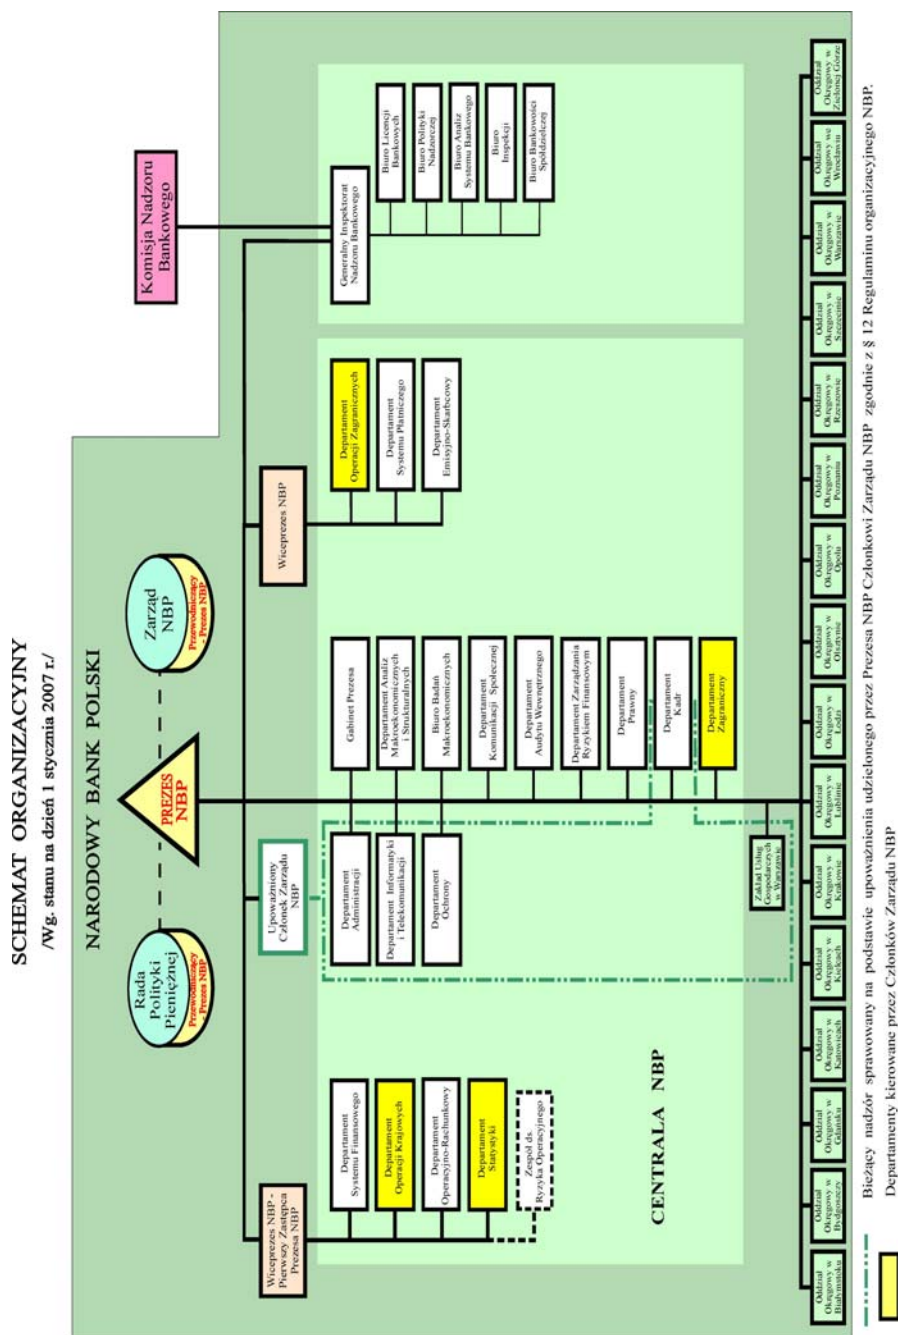 SCHEMAT ORGANIZACYJNY
/Wg. stanu na dzień 1 stycznia 2007 r./
NARODOWY BANK POLSKI
Rada
Polityki
Pieniężnej
Przewodniczący
- Prezes NBP
PREZES
NBP
Zarząd
NBP
Przewodniczący
- Prezes NBP
Komisja Nadzoru
Bankowego
Wiceprezes NBP -
Pierwszy Zastępca
Prezesa NBP
Upoważniony
Członek Zarządu
NBP
Wiceprezes NBP
Generalny Inspektorat
Nadzoru Bankowego
Departament
Systemu Finansowego
Departament
Operacji Krajowych
Departament
Operacyjno-Rachunkowy
Departament
Statystyki
Zespół ds.
Ryzyka Operacyjnego
Departament
Administracji
Departament Informatyki
i Telekomunikacji
Departament
Ochrony
Gabinet Prezesa
Departament Analiz
Makroekonomicznych
i Strukturalnych
Biuro Badań
Makroekonomicznych
Departament
Komunikacji Społecznej
Departament
Audytu Wewnętrznego
Departament Zarządzania
Ryzykiem Finansowym
Departament
Prawny
Departament
Kadr
Departament
Zagraniczny
Departament
Operacji Zagranicznych
Departament
Systemu Płatniczego
Departament
Emisyjno-Skarbcowy
Biuro Licencji
Bankowych
Biuro Polityki
Nadzorczej
Biuro Analiz
Systemu Bankowego
Biuro
Inspekcji
Biuro Bankowości
Spółdzielczej
CENTRALA NBP
Zakład Usług
Gospodarczych
w Warszawie
Oddział
Okręgowy w
Białymstoku
Oddział
Okręgowy w
Bydgoszczy
Oddział
Okręgowy w
Gdańsku
Oddział
Okręgowy w
Katowicach
Oddział
Okręgowy w
Kielcach
Oddział
Okręgowy w
Krakowie
Oddział
Okręgowy w
Lublinie
Oddział
Okręgowy w
Łodzi
Oddział
Okręgowy w
Olsztynie
Oddział
Okręgowy w
Opolu
Oddział
Okręgowy w
Poznaniu
Oddział
Okręgowy w
Rzeszowie
Oddział
Okręgowy w
Szczecinie
Oddział
Okręgowy w
Warszawie
Oddział
Okręgowy we
Wrocławiu
Oddział
Okręgowy w
Zielonej Górze
Bieżący nadzór sprawowany na podstawie upoważnienia udzielonego przez Prezesa NBP Członkowi Zarządu NBP zgodnie z § 12 Regulaminu organizacyjnego NBP.
Departamenty kierowane przez Członków Zarządu NBP